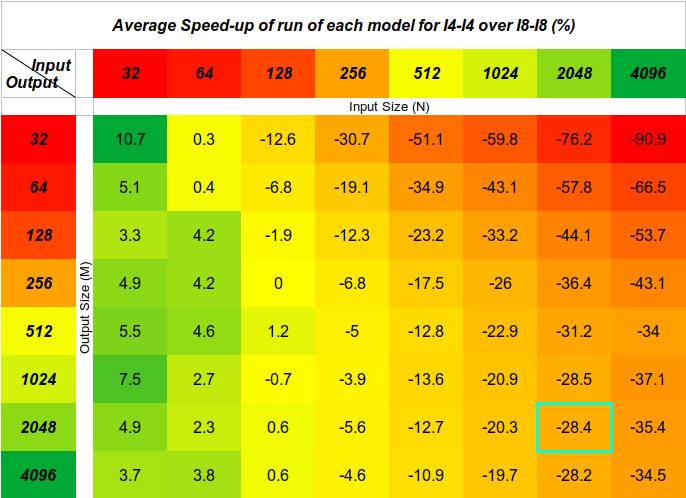 Average Speed-up of run of each model for I4-I4 over I8-I8 (%)
Input
Output
32 64 128 256 512 1024 2048 4096
Input Size (N)
Output Size (M)
32 10.7 0.3 -12.6 -30.7 -51.1 -59.8 -76.2 -90.9
64 5.1 0.4 -6.8 -19.1 -34.9 -43.1 -57.8 -66.5
128 3.3 4.2 -1.9 -12.3 -23.2 -33.2 -44.1 -53.7
256 4.9 4.2 0 -6.8 -17.5 -26 -36.4 -43.1
512 5.5 4.6 1.2 -5 -12.8 -22.9 -31.2 -34
1024 7.5 2.7 -0.7 -3.9 -13.6 -20.9 -28.5 -37.1
2048 4.9 2.3 0.6 -5.6 -12.7 -20.3 -28.4 -35.4
4096 3.7 3.8 0.6 -4.6 -10.9 -19.7 -28.2 -34.5